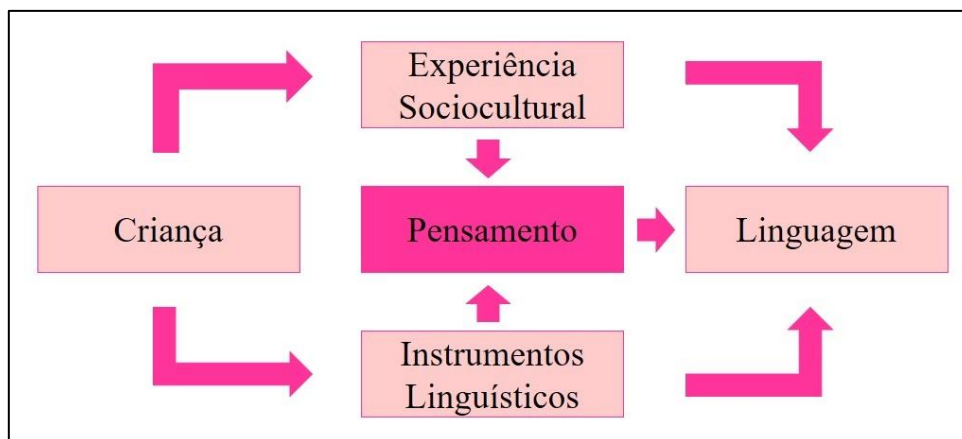 Experiência
Sociocultural
Criança
Pensamento
Linguagem
Instrumentos
Linguísticos